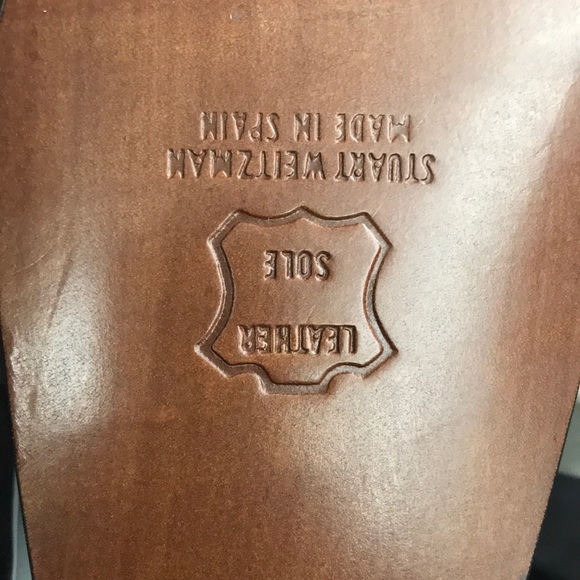 LEATHER
SOLE
STUART WEITZMAN
MADE IN SPAIN